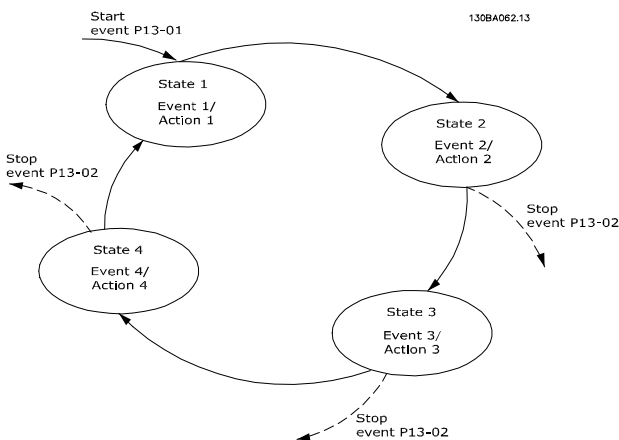 Start
event P13-01
130BA062.13
State 1
Event 1/
Action 1
State 2
Event 2/
Action 2
Stop
event P13-02
Stop
event P13-02
State 4
Event 4/
Action 4
State 3
Event 3/
Action 3
Stop
event P13-02